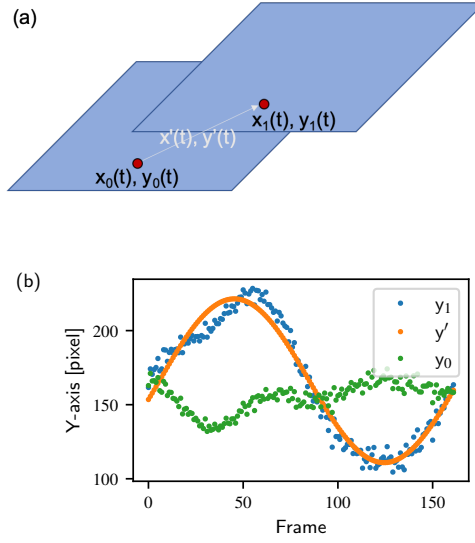 (a)
x₁(t), y₁(t)
x'(t), y'(t)
x₀(t), y₀(t)
(b)
y₁
y′
y₀
Y-axis [pixel]
200
150
100
0
50
100
150
Frame